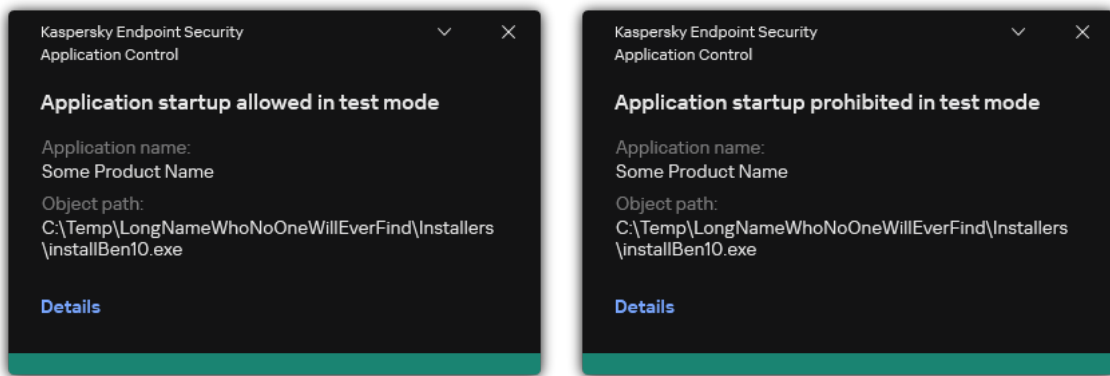 Kaspersky Endpoint Security
Application Control
Application startup allowed in test mode
Application name:
Some Product Name
Object path:
C:\Temp\LongNameWhoNoOneWillEverFind\Installers
\installBen10.exe
Details
Kaspersky Endpoint Security
Application Control
Application startup prohibited in test mode
Application name:
Some Product Name
Object path:
C:\Temp\LongNameWhoNoOneWillEverFind\Installers
\installBen10.exe
Details